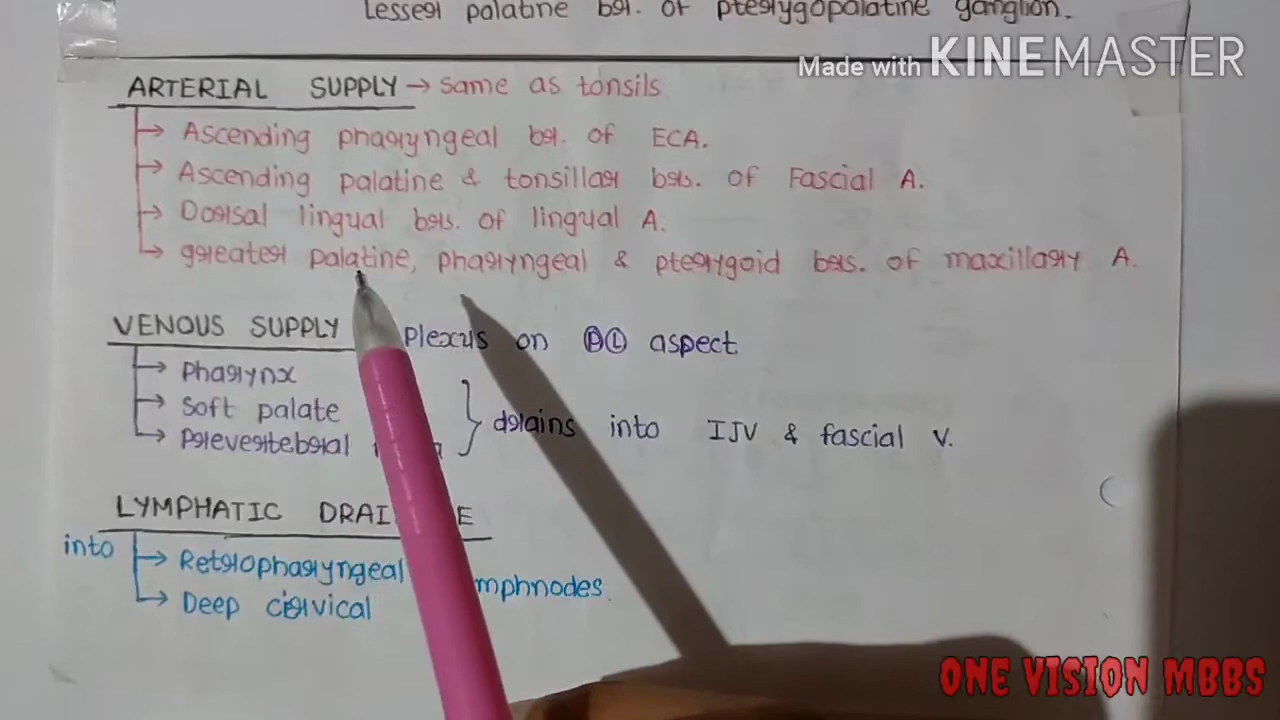 Lesser palatine br. of pterygopalatine ganglion.
Made with KINEMASTER
ARTERIAL SUPPLY → same as tonsils
→ Ascending pharyngeal br. of ECA.
→ Ascending palatine & tonsillar brs. of Fascial A.
→ Dorsal lingual brs. of lingual A.
→ greater palatine, pharyngeal & pterygoid brs. of maxillary A.
VENOUS SUPPLY Plexus on PL aspect
→ Pharynx
→ Soft palate
→ Prevertebral
} drains into IJV & fascial V.
LYMPHATIC DRAI E
into → Retropharyngeal mphnodes.
→ Deep cervical
ONE VISION MBBS